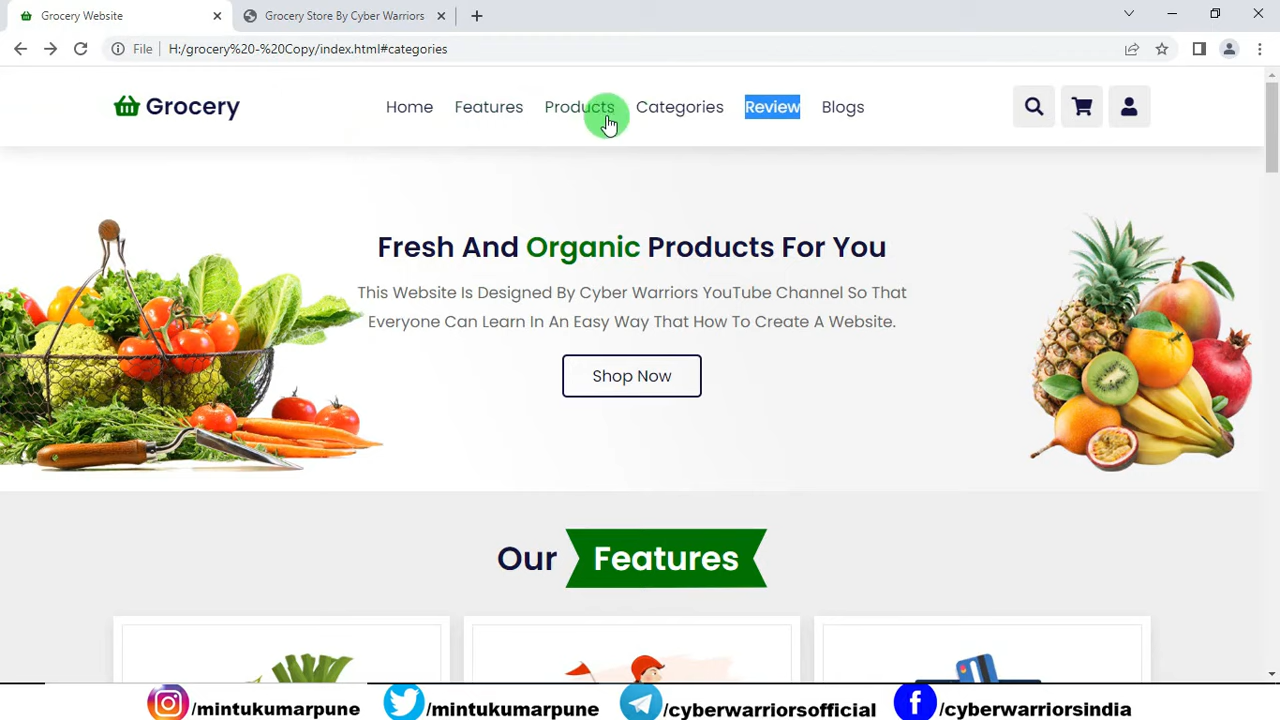 Grocery Website
Grocery Store By Cyber Warriors
File
H:/grocery%20-%20Copy/index.html#categories
Grocery
Home
Features
Products
Categories
Review
Blogs
Fresh And Organic Products For You
This Website Is Designed By Cyber Warriors YouTube Channel So That
Everyone Can Learn In An Easy Way That How To Create A Website.
Shop Now
Our Features
/mintukumarpune
/mintukumarpune
/cyberwarriorsofficial
/cyberwarriorsindia